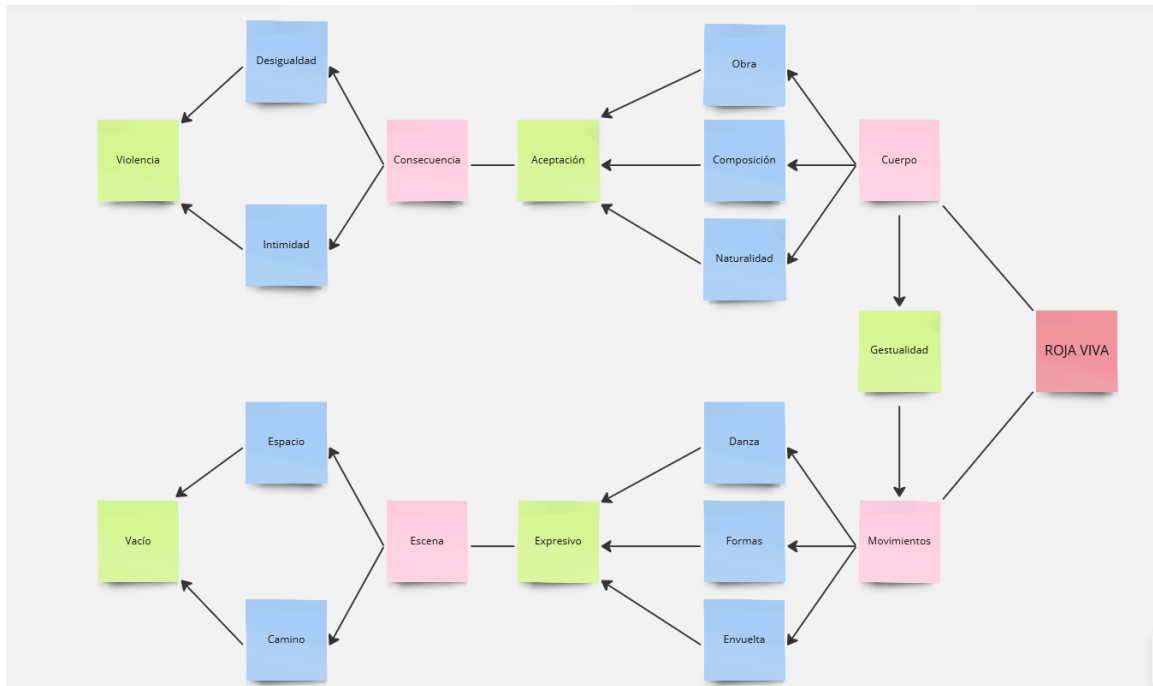 Desigualdad
Obra
Violencia
Consecuencia
Aceptación
Composición
Cuerpo
Intimidad
Naturalidad
Gestualidad
ROJA VIVA
Espacio
Danza
Vacío
Escena
Expresivo
Formas
Movimientos
Camino
Envuelta